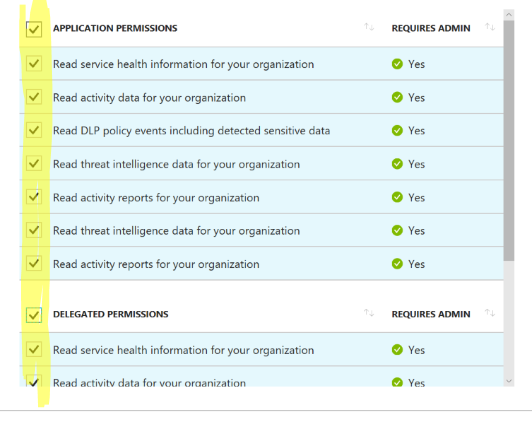 APPLICATION PERMISSIONS REQUIRES ADMIN
Read service health information for your organization Yes
Read activity data for your organization Yes
Read DLP policy events including detected sensitive data Yes
Read threat intelligence data for your organization Yes
Read activity reports for your organization Yes
Read threat intelligence data for your organization Yes
Read activity reports for your organization Yes
DELEGATED PERMISSIONS REQUIRES ADMIN
Read service health information for your organization Yes
Read activity data for your organization Yes